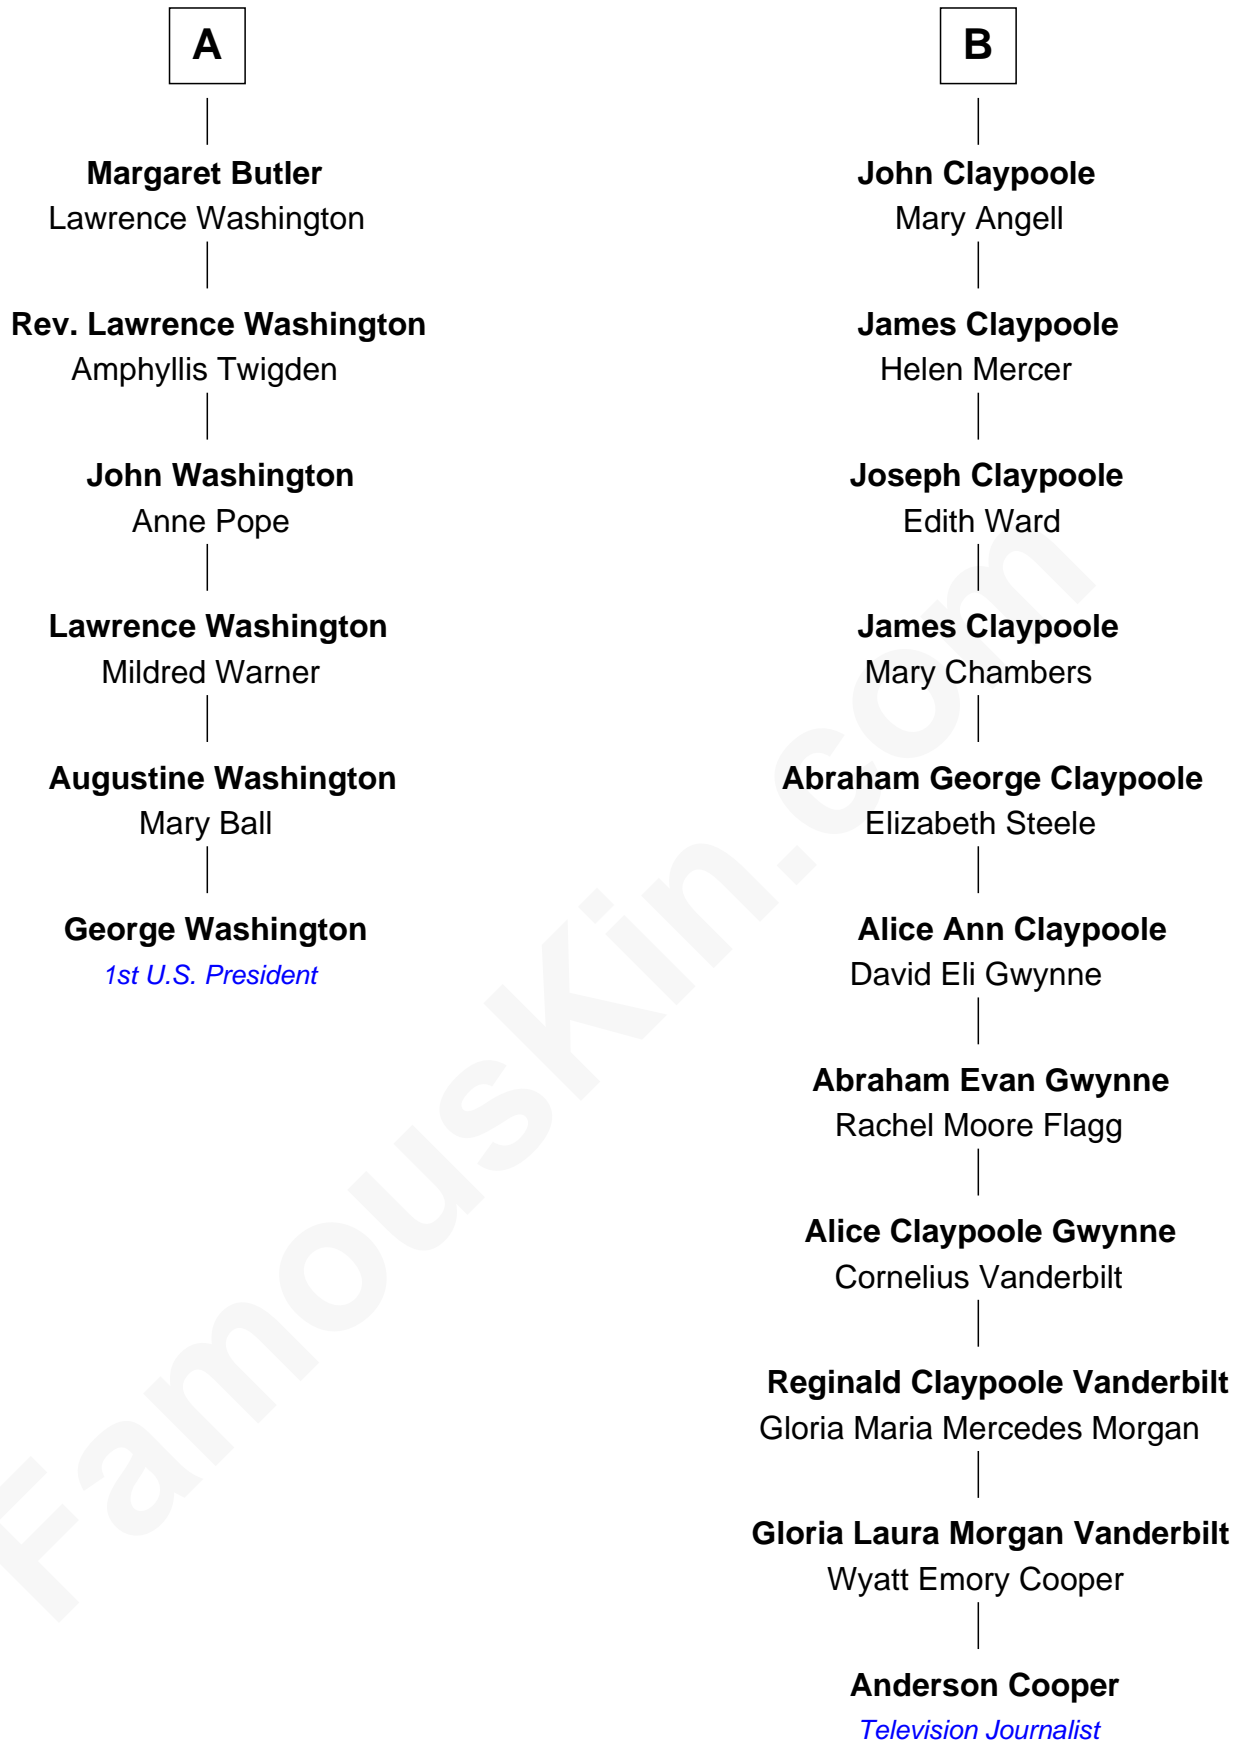 A
Margaret Butler
Lawrence Washington
Rev. Lawrence Washington
Amphyllis Twigden
John Washington
Anne Pope
Lawrence Washington
Mildred Warner
Augustine Washington
Mary Ball
George Washington
1st U.S. President
B
John Claypoole
Mary Angell
James Claypoole
Helen Mercer
Joseph Claypoole
Edith Ward
James Claypoole
Mary Chambers
Abraham George Claypoole
Elizabeth Steele
Alice Ann Claypoole
David Eli Gwynne
Abraham Evan Gwynne
Rachel Moore Flagg
Alice Claypoole Gwynne
Cornelius Vanderbilt
Reginald Claypoole Vanderbilt
Gloria Maria Mercedes Morgan
Gloria Laura Morgan Vanderbilt
Wyatt Emory Cooper
Anderson Cooper
Television Journalist
FamousKin.com